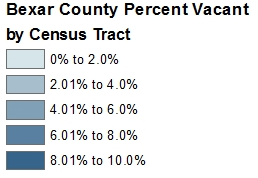 Bexar County Percent Vacant
by Census Tract
0% to 2.0%
2.01% to 4.0%
4.01% to 6.0%
6.01% to 8.0%
8.01% to 10.0%